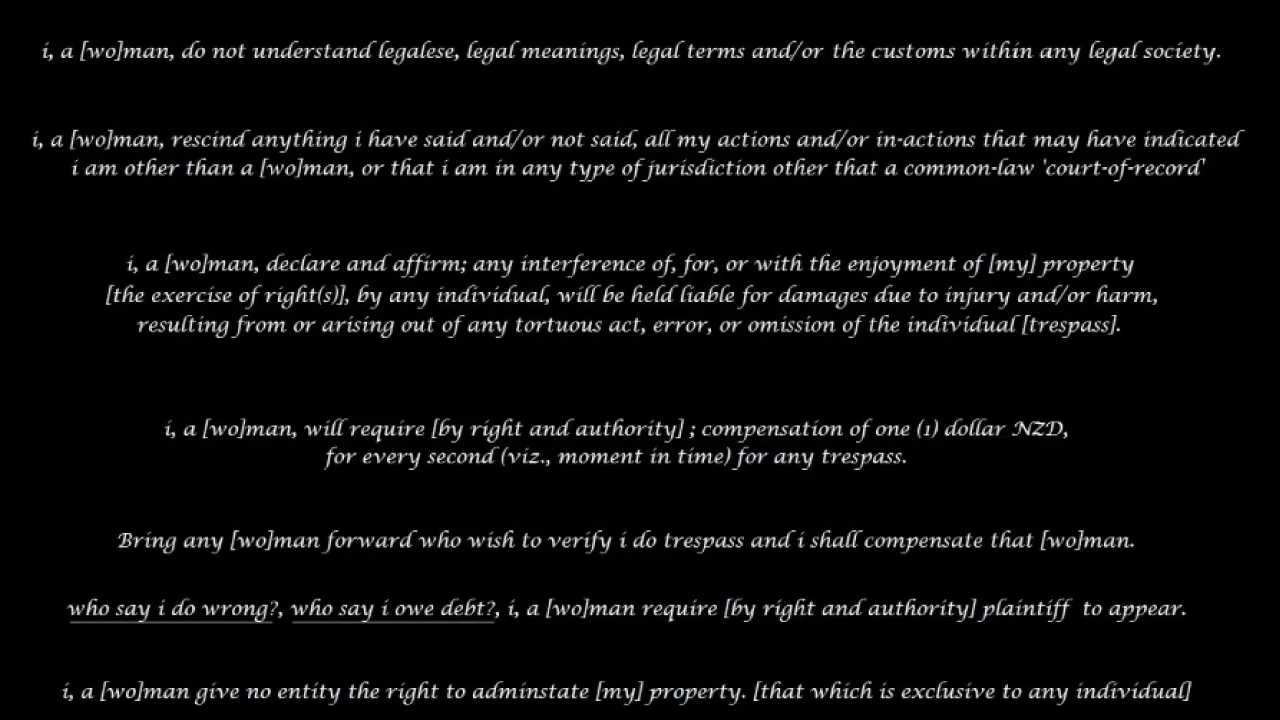 i, a [wo]man, do not understand legalese, legal meanings, legal terms and/or the customs within any legal society.
i, a [wo]man, rescind anything i have said and/or not said, all my actions and/or in-actions that may have indicated
i am other than a [wo]man, or that i am in any type of jurisdiction other that a common-law 'court-of-record'
i, a [wo]man, declare and affirm; any interference of, for, or with the enjoyment of [my] property
[the exercise of right(s)], by any individual, will be held liable for damages due to injury and/or harm,
resulting from or arising out of any tortuous act, error, or omission of the individual [trespass].
i, a [wo]man, will require [by right and authority] ; compensation of one (1) dollar NZD,
for every second (viz., moment in time) for any trespass.
Bring any [wo]man forward who wish to verify i do trespass and i shall compensate that [wo]man.
who say i do wrong?, who say i owe debt?, i, a [wo]man require [by right and authority] plaintiff to appear.
i, a [wo]man give no entity the right to adminstate [my] property. [that which is exclusive to any individual]